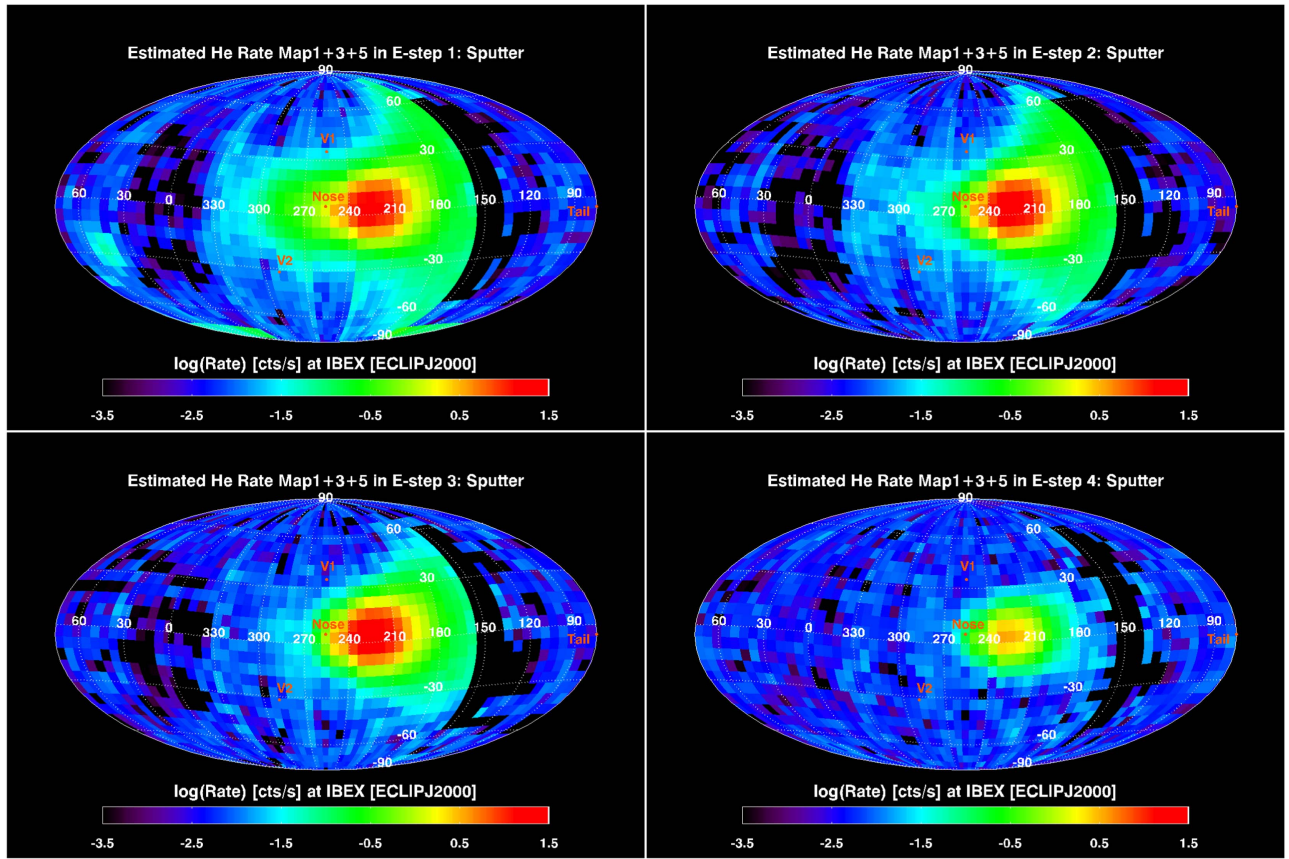 Estimated He Rate Map1+3+5 in E-step 1: Sputter
90
60
V1
30
Nose
60 30 0 330 300 270 240 210 180 150 120 90
Tail
V2
-30
-60
-90
log(Rate) [cts/s] at IBEX [ECLIPJ2000]
-3.5 -2.5 -1.5 -0.5 0.5 1.5
Estimated He Rate Map1+3+5 in E-step 2: Sputter
90
60
V1
30
Nose
60 30 0 330 300 270 240 210 180 150 120 90
Tail
V2
-30
-60
-90
log(Rate) [cts/s] at IBEX [ECLIPJ2000]
-3.5 -2.5 -1.5 -0.5 0.5 1.5
Estimated He Rate Map1+3+5 in E-step 3: Sputter
90
60
V1
30
Nose
60 30 0 330 300 270 240 210 180 150 120 90
Tail
V2
-30
-60
-90
log(Rate) [cts/s] at IBEX [ECLIPJ2000]
-3.5 -2.5 -1.5 -0.5 0.5 1.5
Estimated He Rate Map1+3+5 in E-step 4: Sputter
90
60
V1
30
Nose
60 30 0 330 300 270 240 210 180 150 120 90
Tail
V2
-30
-60
-90
log(Rate) [cts/s] at IBEX [ECLIPJ2000]
-3.5 -2.5 -1.5 -0.5 0.5 1.5